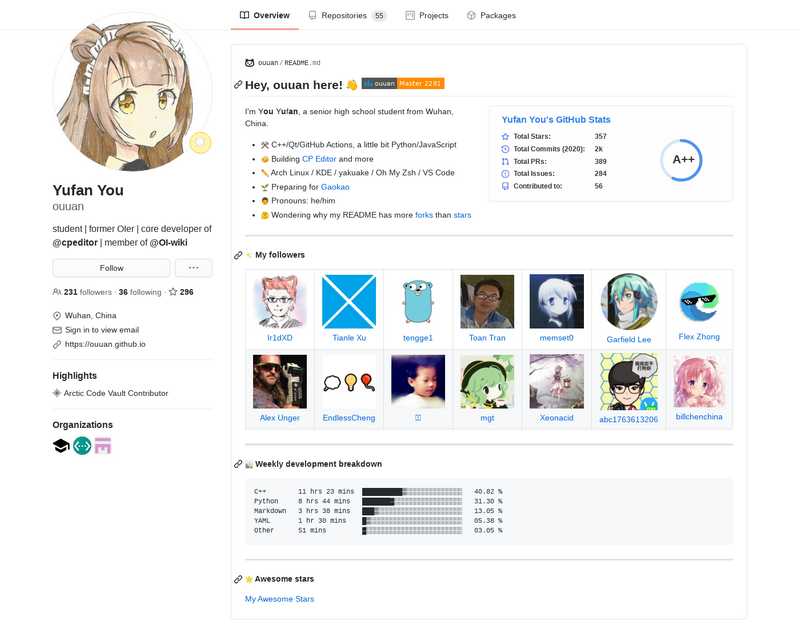 Overview
Repositories 55
Projects
Packages
Yufan You
ouuan
student | former OIer | core developer of
@cpeditor | member of @OI-wiki
Follow
231 followers · 36 following · 296
Wuhan, China
Sign in to view email
https://ouuan.github.io
Highlights
Arctic Code Vault Contributor
Organizations
ouuan / README.md
Hey, ouuan here! 👋 ouuan Master 2281
I'm You Yufan, a senior high school student from Wuhan,
China.
C++/Qt/GitHub Actions, a little bit Python/JavaScript
Building CP Editor and more
Arch Linux / KDE / yakuake / Oh My Zsh / VS Code
Preparing for Gaokao
Pronouns: he/him
Wondering why my README has more forks than stars
Yufan You's GitHub Stats
Total Stars: 357
Total Commits (2020): 2k
Total PRs: 389
Total Issues: 284
Contributed to: 56
A++
My followers
Ir1dXD
Tianle Xu
tengge1
Toan Tran
memset0
Garfield Lee
Flex Zhong
Alex Unger
EndlessCheng
mgt
Xeonacid
abc1763613206
billchenchina
Weekly development breakdown
C++ 11 hrs 23 mins 40.82 %
Python 8 hrs 44 mins 31.30 %
Markdown 3 hrs 38 mins 13.05 %
YAML 1 hr 30 mins 05.38 %
Other 51 mins 03.05 %
Awesome stars
My Awesome Stars